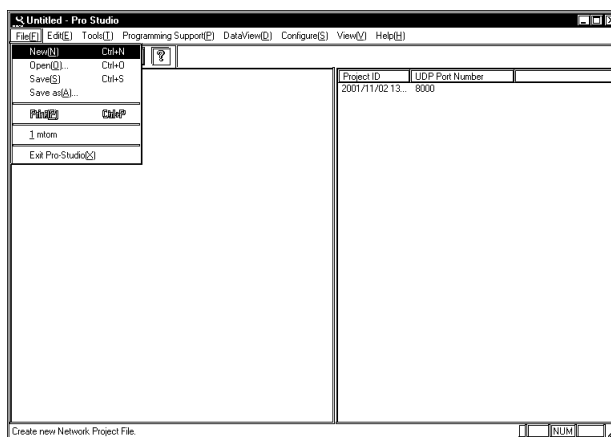 Untitled - Pro Studio
File(F) Edit(E) Tools(T) Programming Support(P) DataView(D) Configure(S) View(V) Help(H)
New(N) Ctrl+N
Open(O)... Ctrl+O
Save(S) Ctrl+S
Save as(A)...
Print(P) Ctrl+P
1 mtom
Exit Pro-Studio(X)
?
Project ID UDP Port Number
2001/11/02 13... 8000
Create new Network Project File.
NUM